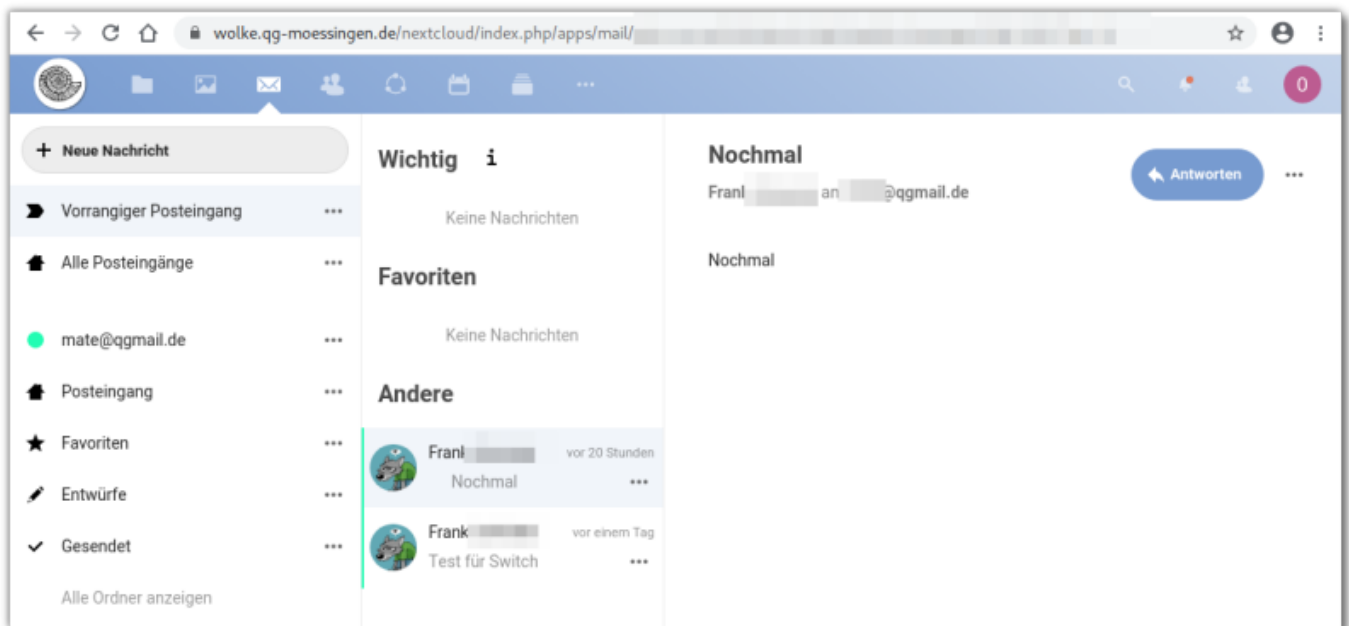 wolke.qg-moessingen.de/nextcloud/index.php/apps/mail/
0
+ Neue Nachricht
Vorrangiger Posteingang
Alle Posteingänge
mate@qgmail.de
Posteingang
Favoriten
Entwürfe
Gesendet
Alle Ordner anzeigen
Wichtig i
Keine Nachrichten
Favoriten
Keine Nachrichten
Andere
Frank
vor 20 Stunden
Nochmal
Frank
vor einem Tag
Test für Switch
Nochmal
Frank an @qgmail.de
Antworten
Nochmal